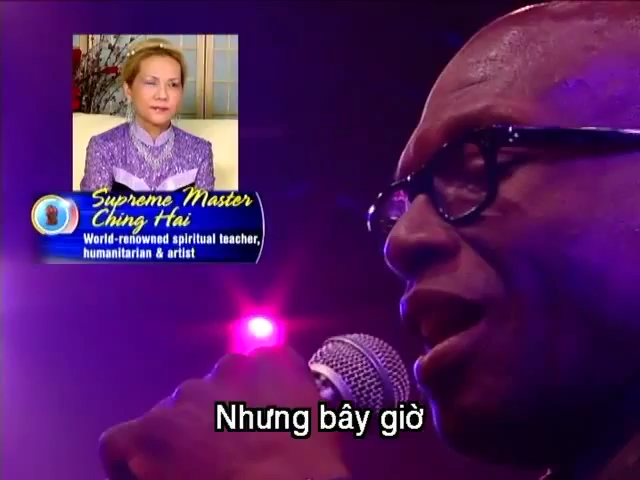 Supreme Master
Ching Hai
World-renowned spiritual teacher,
humanitarian & artist
Nhưng bây giờ